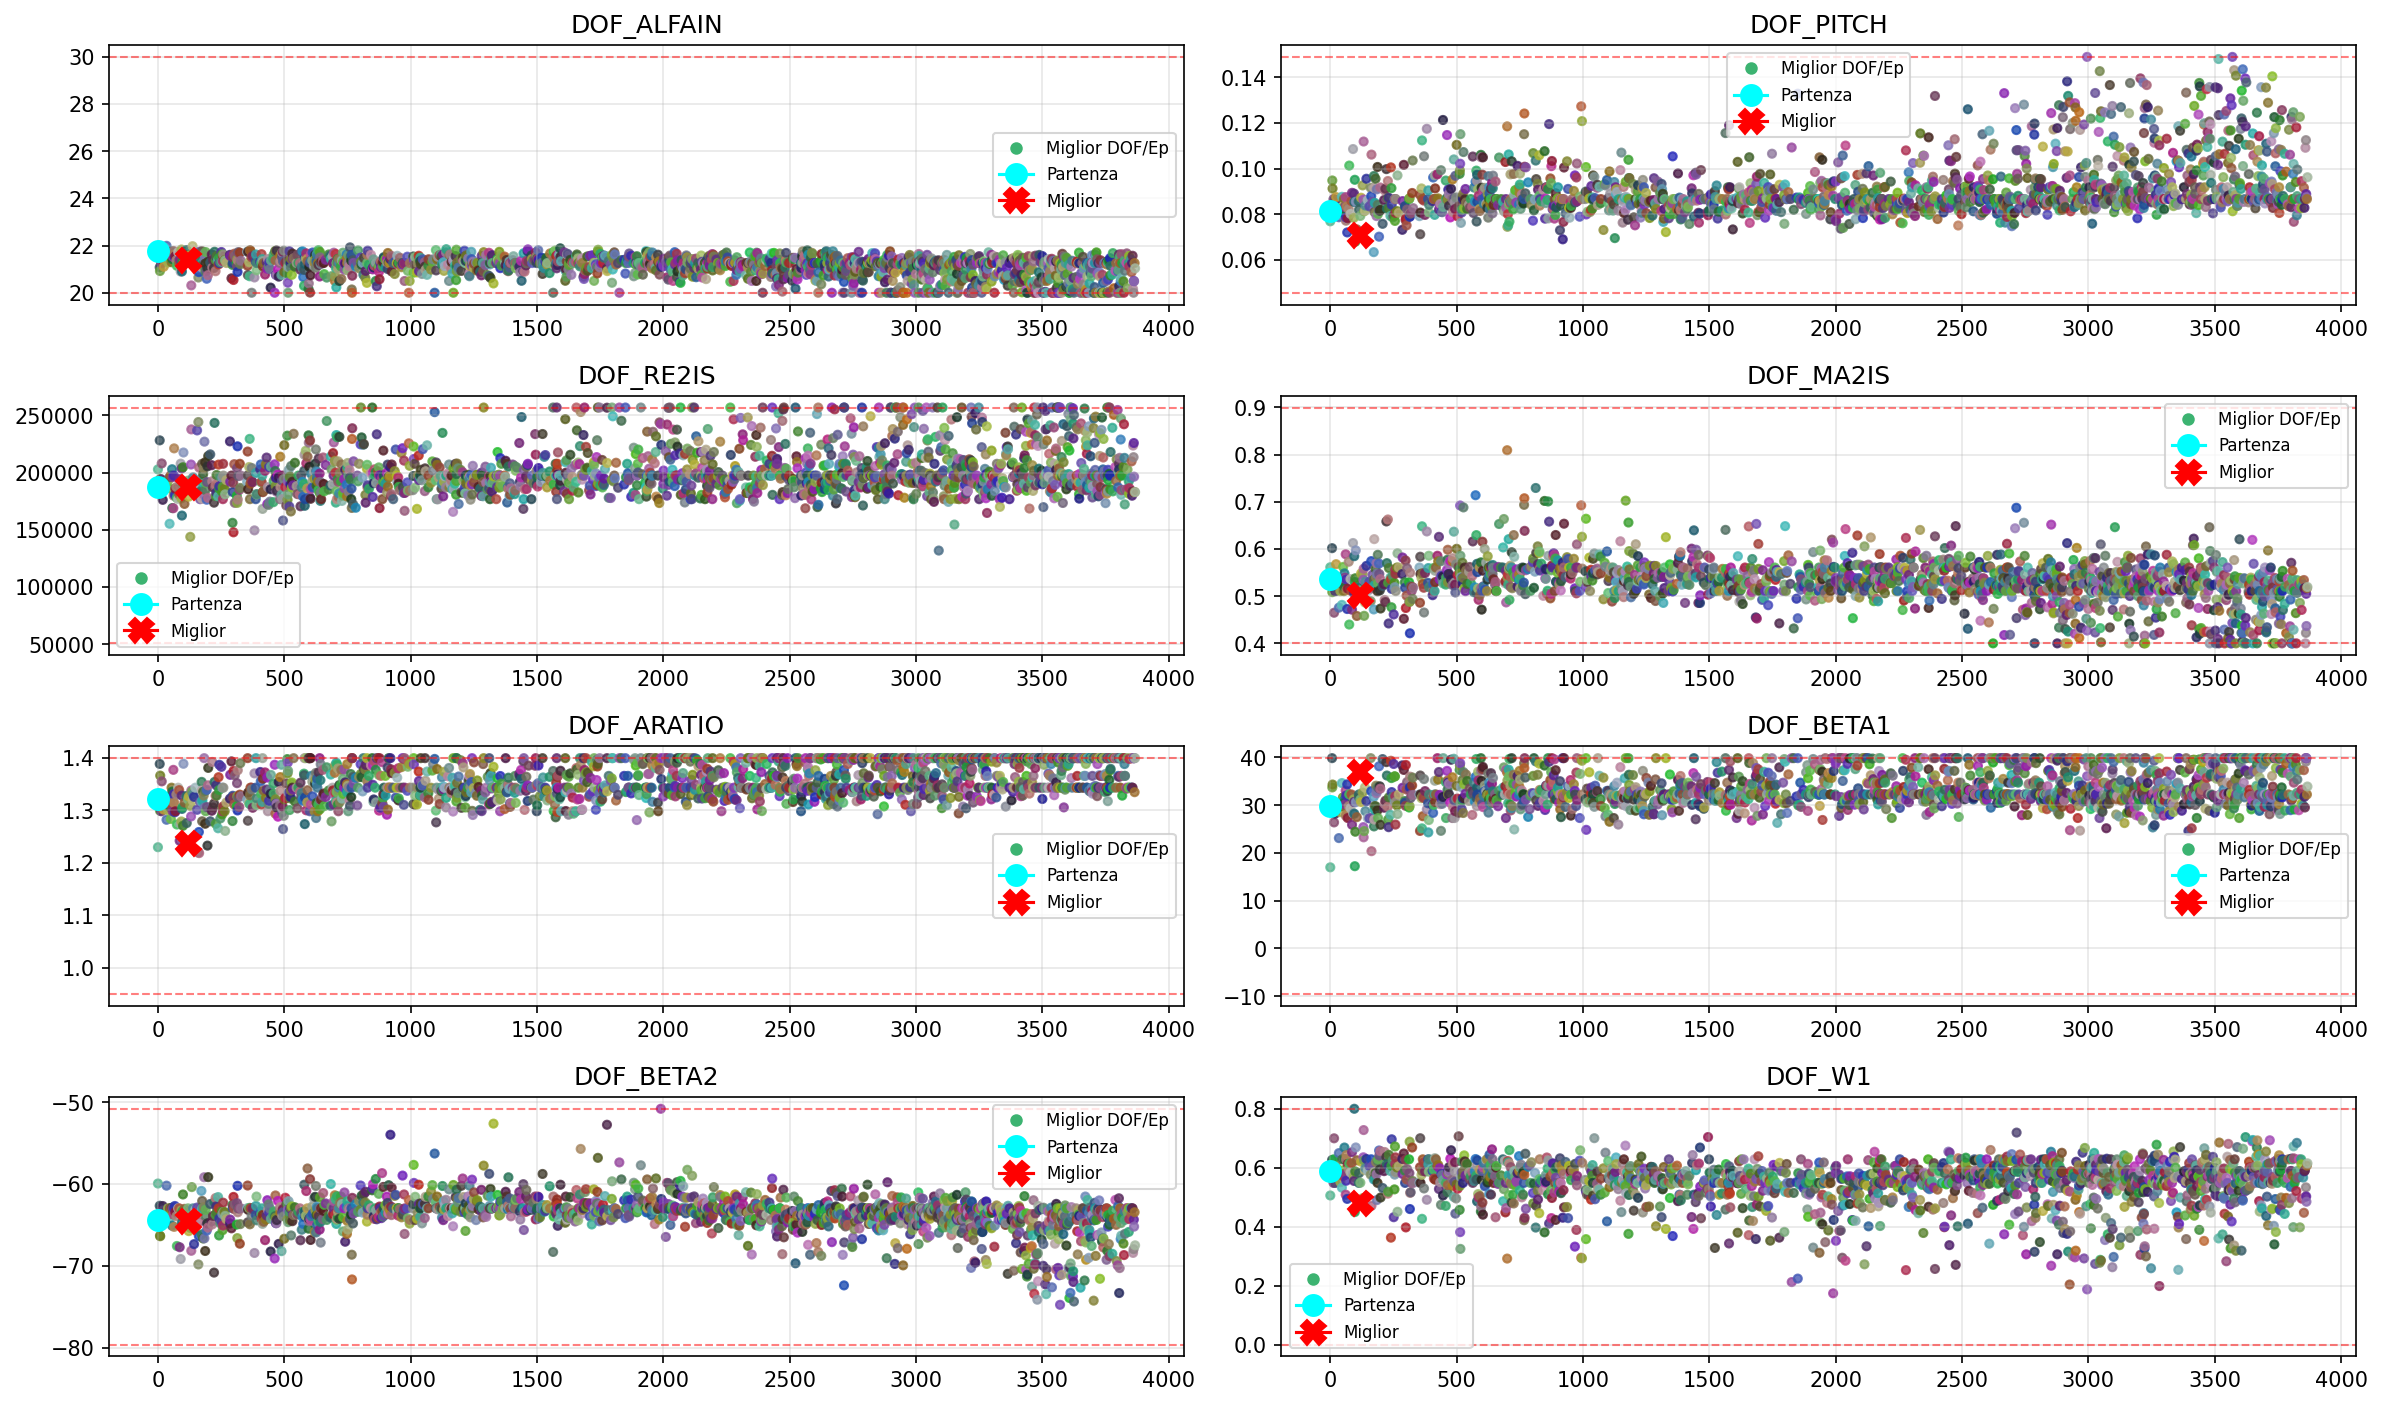 DOF_ALFAIN
30
28
26
24
22
20
Miglior DOF/Ep
Partenza
Miglior
0 500 1000 1500 2000 2500 3000 3500 4000
DOF_PITCH
0.14
0.12
0.10
0.08
0.06
Miglior DOF/Ep
Partenza
Miglior
0 500 1000 1500 2000 2500 3000 3500 4000
DOF_RE2IS
250000
200000
150000
100000
50000
Miglior DOF/Ep
Partenza
Miglior
0 500 1000 1500 2000 2500 3000 3500 4000
DOF_MA2IS
0.9
0.8
0.7
0.6
0.5
0.4
Miglior DOF/Ep
Partenza
Miglior
0 500 1000 1500 2000 2500 3000 3500 4000
DOF_ARATIO
1.4
1.3
1.2
1.1
1.0
Miglior DOF/Ep
Partenza
Miglior
0 500 1000 1500 2000 2500 3000 3500 4000
DOF_BETA1
40
30
20
10
0
−10
Miglior DOF/Ep
Partenza
Miglior
0 500 1000 1500 2000 2500 3000 3500 4000
DOF_BETA2
−50
−60
−70
−80
Miglior DOF/Ep
Partenza
Miglior
0 500 1000 1500 2000 2500 3000 3500 4000
DOF_W1
0.8
0.6
0.4
0.2
0.0
Miglior DOF/Ep
Partenza
Miglior
0 500 1000 1500 2000 2500 3000 3500 4000